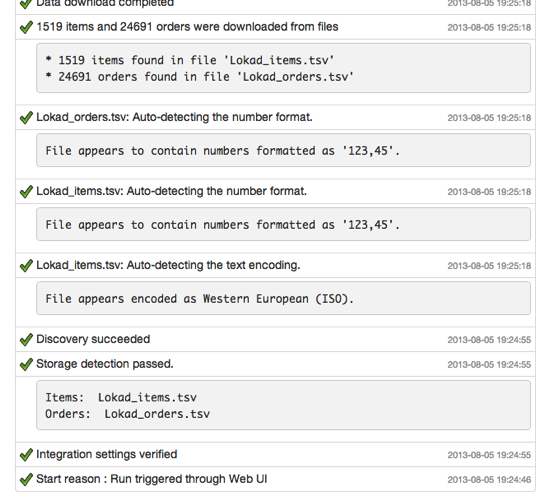 Data download completed 2013-08-05 19:25:18
1519 items and 24691 orders were downloaded from files 2013-08-05 19:25:18
* 1519 items found in file 'Lokad_items.tsv'
* 24691 orders found in file 'Lokad_orders.tsv'
Lokad_orders.tsv: Auto-detecting the number format. 2013-08-05 19:25:18
File appears to contain numbers formatted as '123,45'.
Lokad_items.tsv: Auto-detecting the number format. 2013-08-05 19:25:18
File appears to contain numbers formatted as '123,45'.
Lokad_items.tsv: Auto-detecting the text encoding. 2013-08-05 19:25:18
File appears encoded as Western European (ISO).
Discovery succeeded 2013-08-05 19:24:55
Storage detection passed. 2013-08-05 19:24:55
Items:  Lokad_items.tsv
Orders:  Lokad_orders.tsv
Integration settings verified 2013-08-05 19:24:55
Start reason : Run triggered through Web UI 2013-08-05 19:24:46